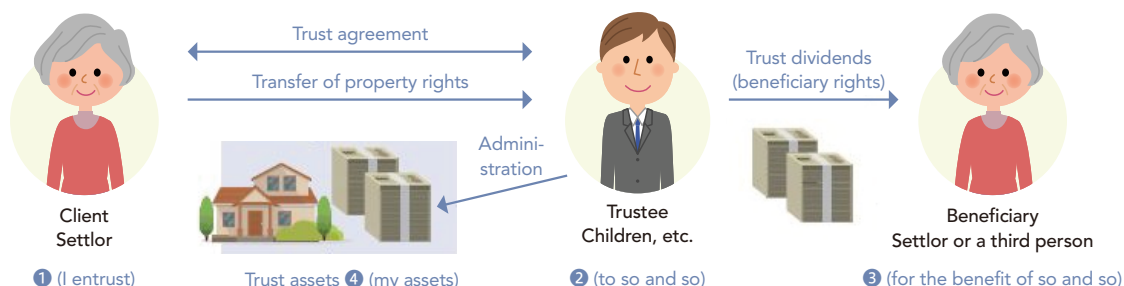 Trust agreement
Transfer of property rights
Trust dividends
(beneficiary rights)
Admini-
stration
Client
Settlor
Trustee
Children, etc.
Beneficiary
Settlor or a third person
❶ (I entrust)
Trust assets ❹ (my assets)
❷ (to so and so)
❸ (for the benefit of so and so)